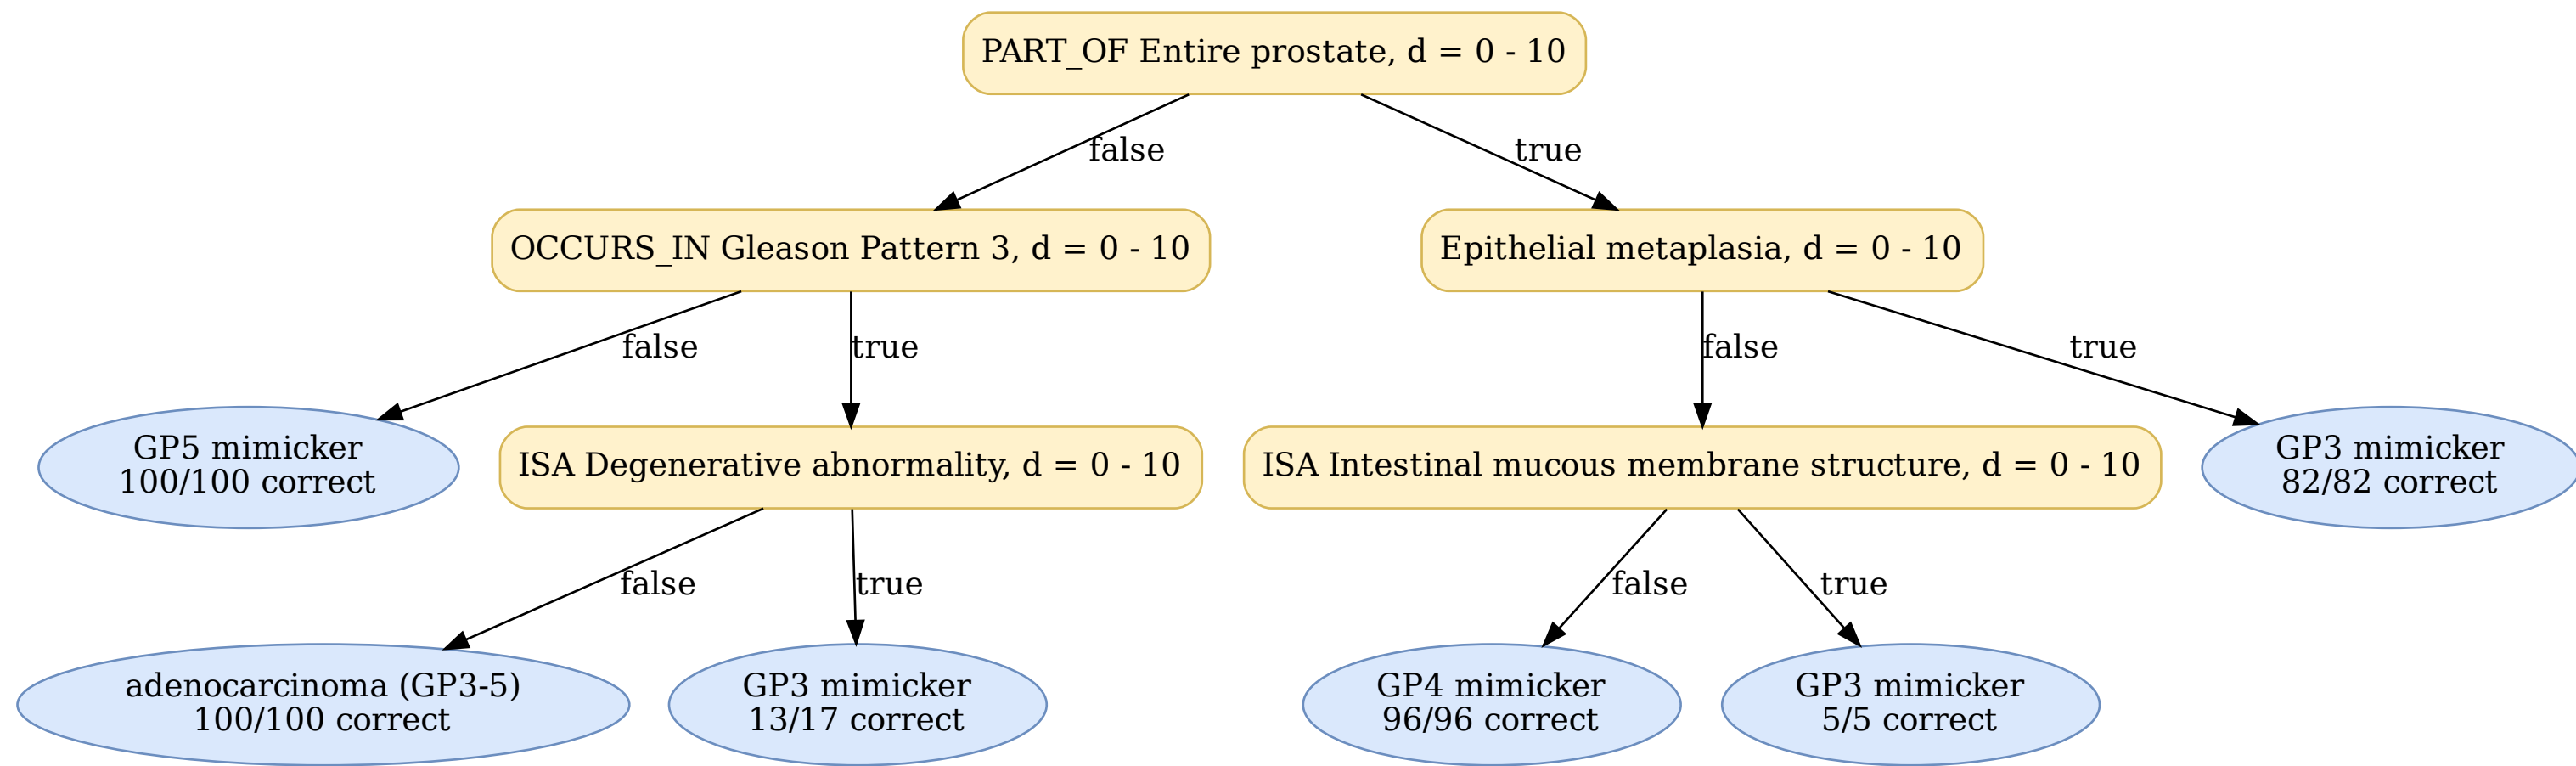 PART_OF Entire prostate, d = 0 - 10
false
true
OCCURS_IN Gleason Pattern 3, d = 0 - 10
Epithelial metaplasia, d = 0 - 10
false
true
false
true
GP5 mimicker
100/100 correct
ISA Degenerative abnormality, d = 0 - 10
ISA Intestinal mucous membrane structure, d = 0 - 10
GP3 mimicker
82/82 correct
false
true
false
true
adenocarcinoma (GP3-5)
100/100 correct
GP3 mimicker
13/17 correct
GP4 mimicker
96/96 correct
GP3 mimicker
5/5 correct